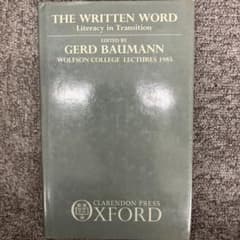 THE WRITTEN WORD
Literacy in Transition
EDITED BY
GERD BAUMANN
WOLFSON COLLEGE LECTURES 1985
CLARENDON PRESS
OXFORD